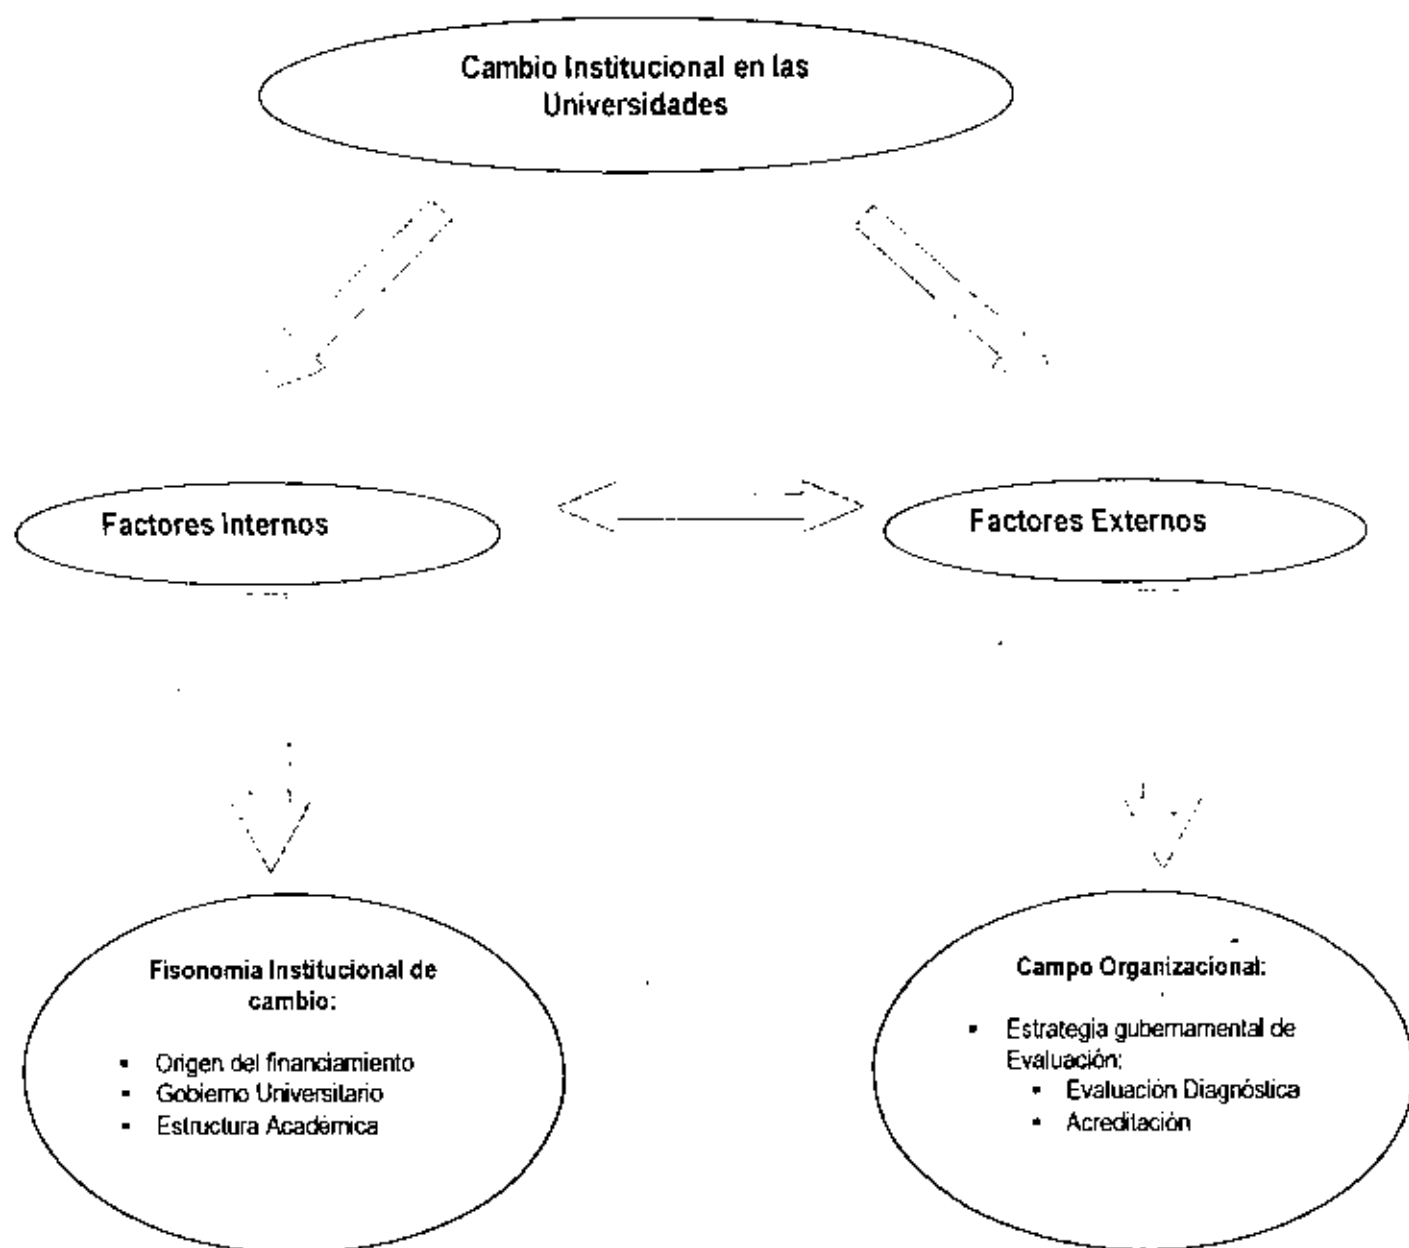 Cambio Institucional en las
Universidades
Factores Internos
Factores Externos
Fisonomia Institucional de
cambio:
▪ Origen del financiamiento
▪ Gobierno Universitario
▪ Estructura Académica
Campo Organizacional:
▪ Estrategia gubernamental de
Evaluación:
▪ Evaluación Diagnóstica
▪ Acreditación